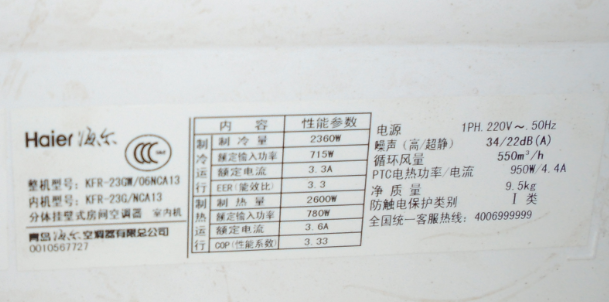 Haier 海尔
CCC
整机型号: KFR-23GW/06NCA13
内机型号: KFR-23G/NCA13
分体挂壁式房间空调器 室内机
青岛海尔空调器有限总公司
0010567727
内容 性能参数
制冷运行
制冷量 2360W
额定输入功率 715W
额定电流 3.3A
EER(能效比) 3.3
制热运行
制热量 2600W
额定输入功率 780W
额定电流 3.6A
COP(性能系数) 3.33
电源 1PH. 220V～. 50Hz
噪声（高/超静） 34/22dB(A)
循环风量 550m³/h
PTC电热功率/电流 950W/4.4A
净质量 9.5kg
防触电保护类别 I 类
全国统一客服热线: 4006999999